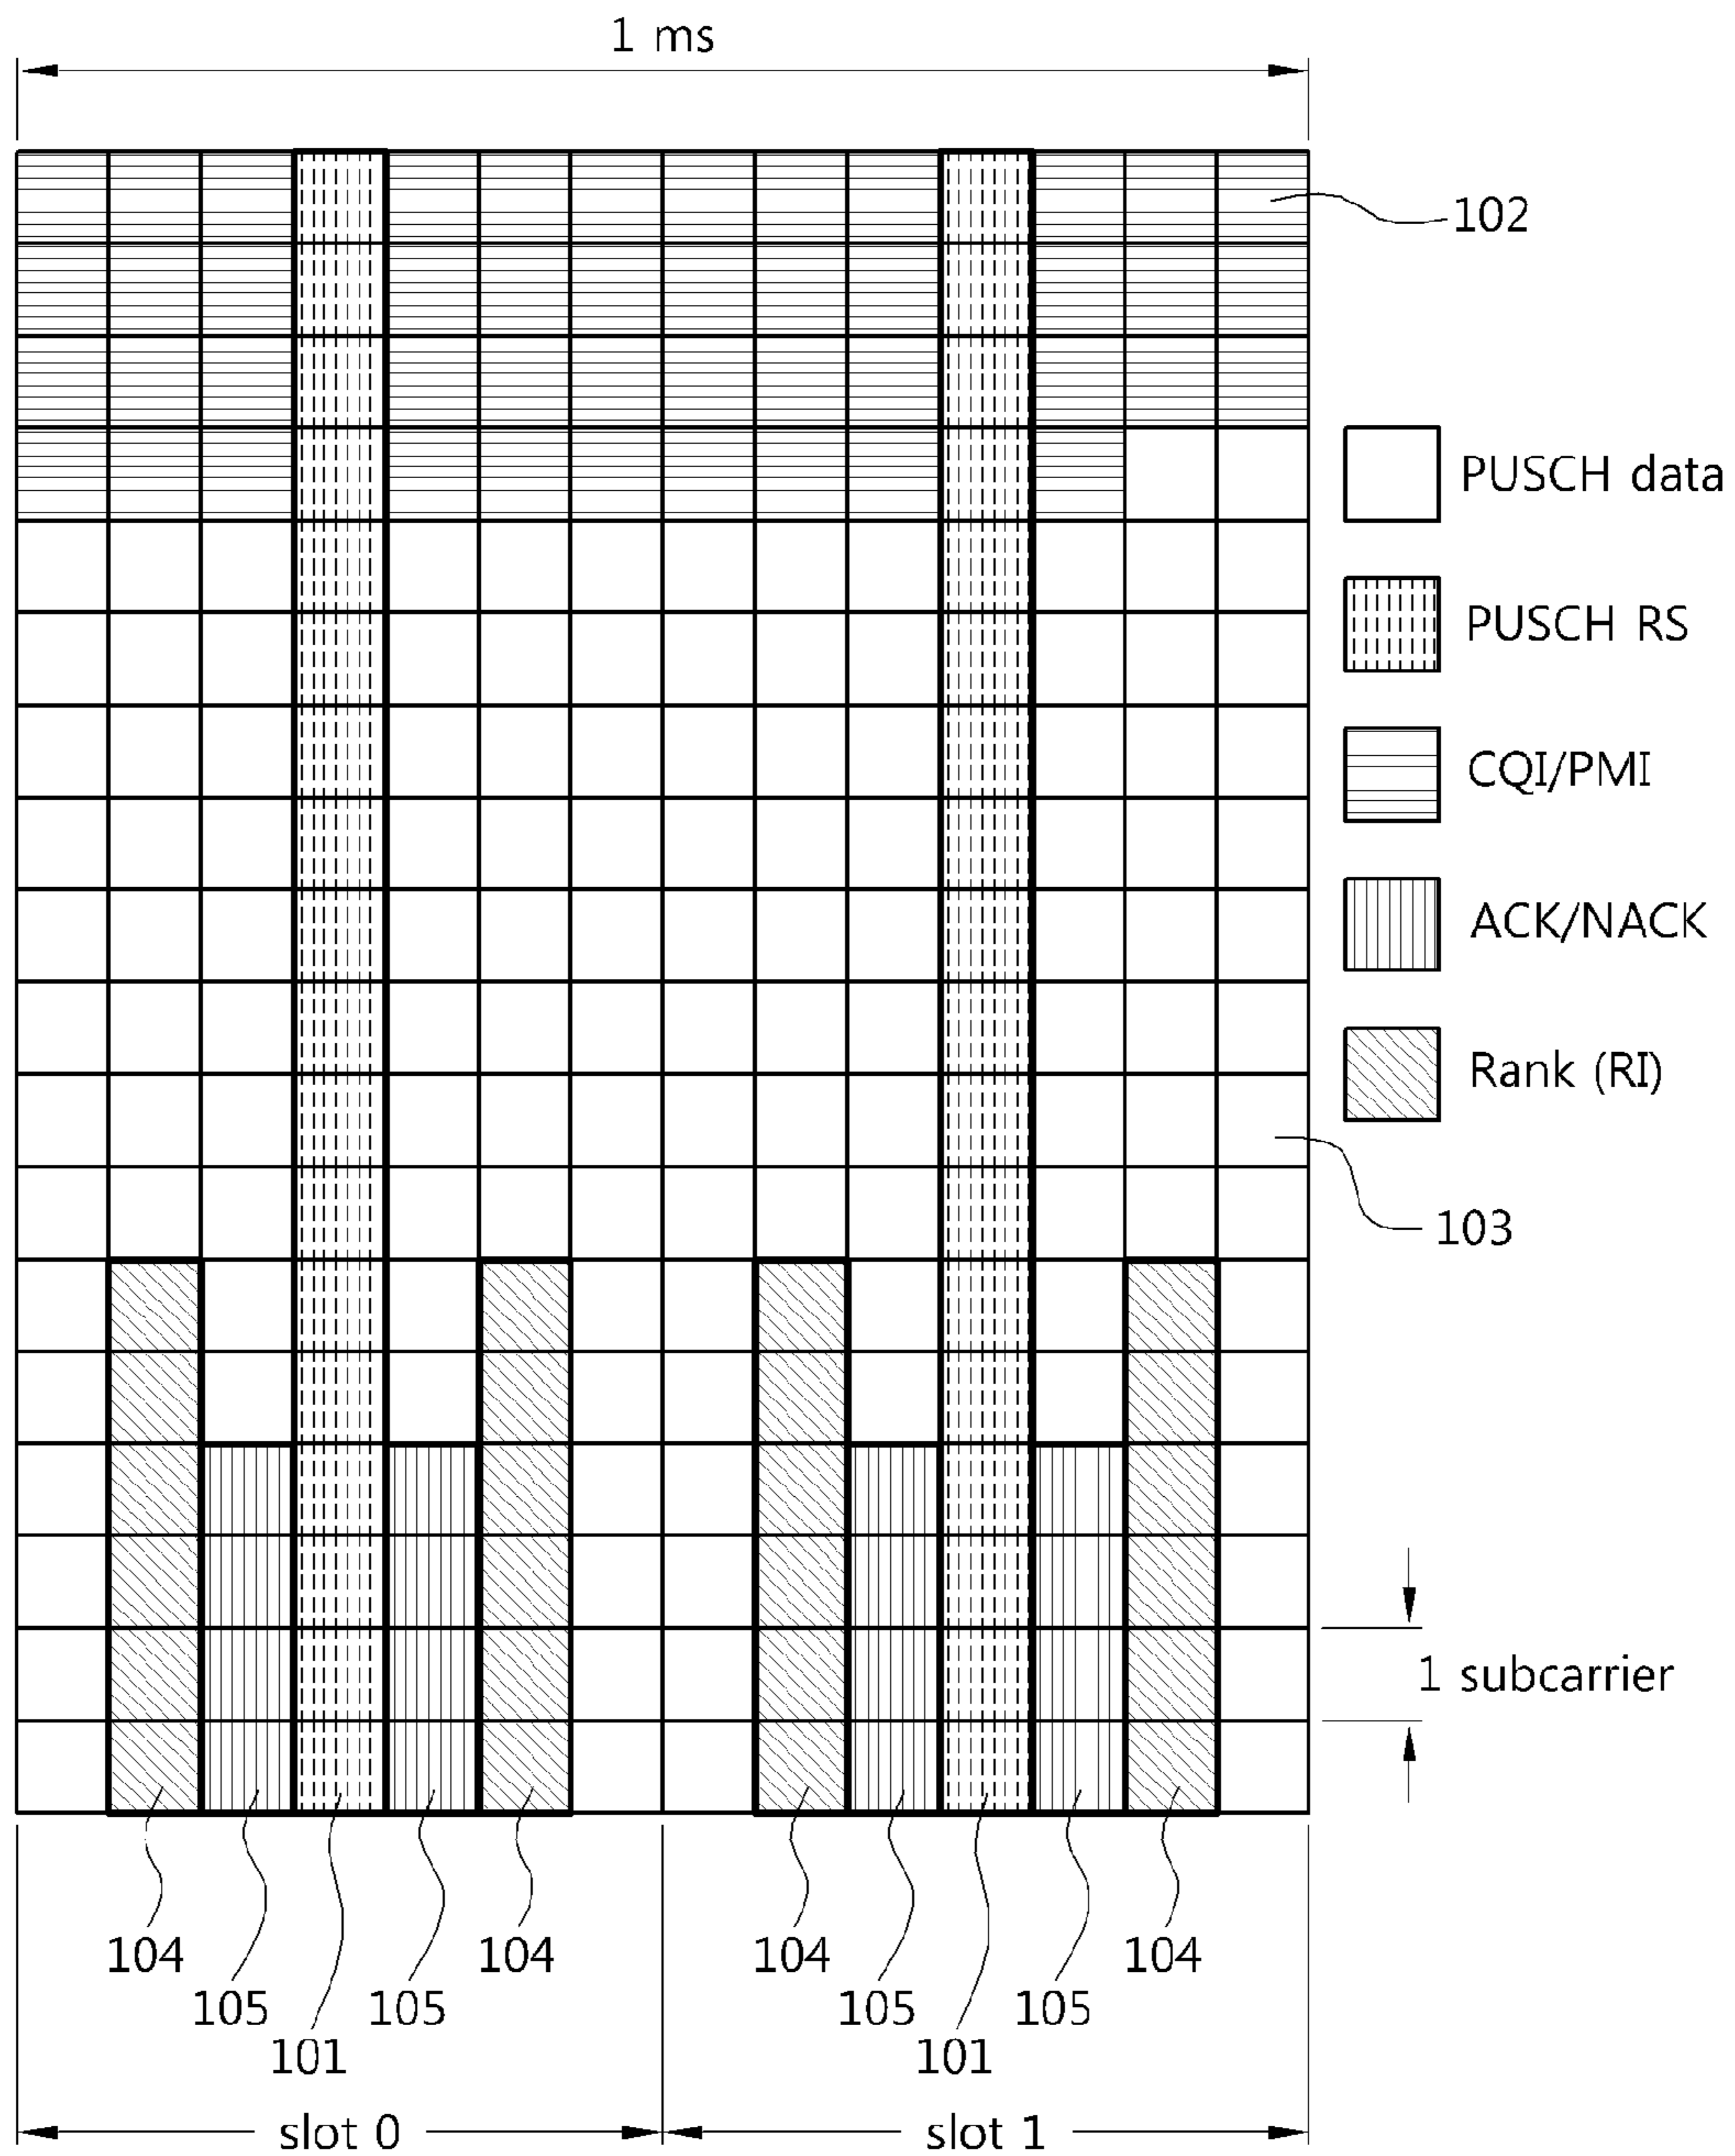 1 ms
102
PUSCH data
PUSCH RS
CQI/PMI
ACK/NACK
Rank (RI)
103
1 subcarrier
104 104 104 104
105 105 105 105
101 101
slot 0 slot 1